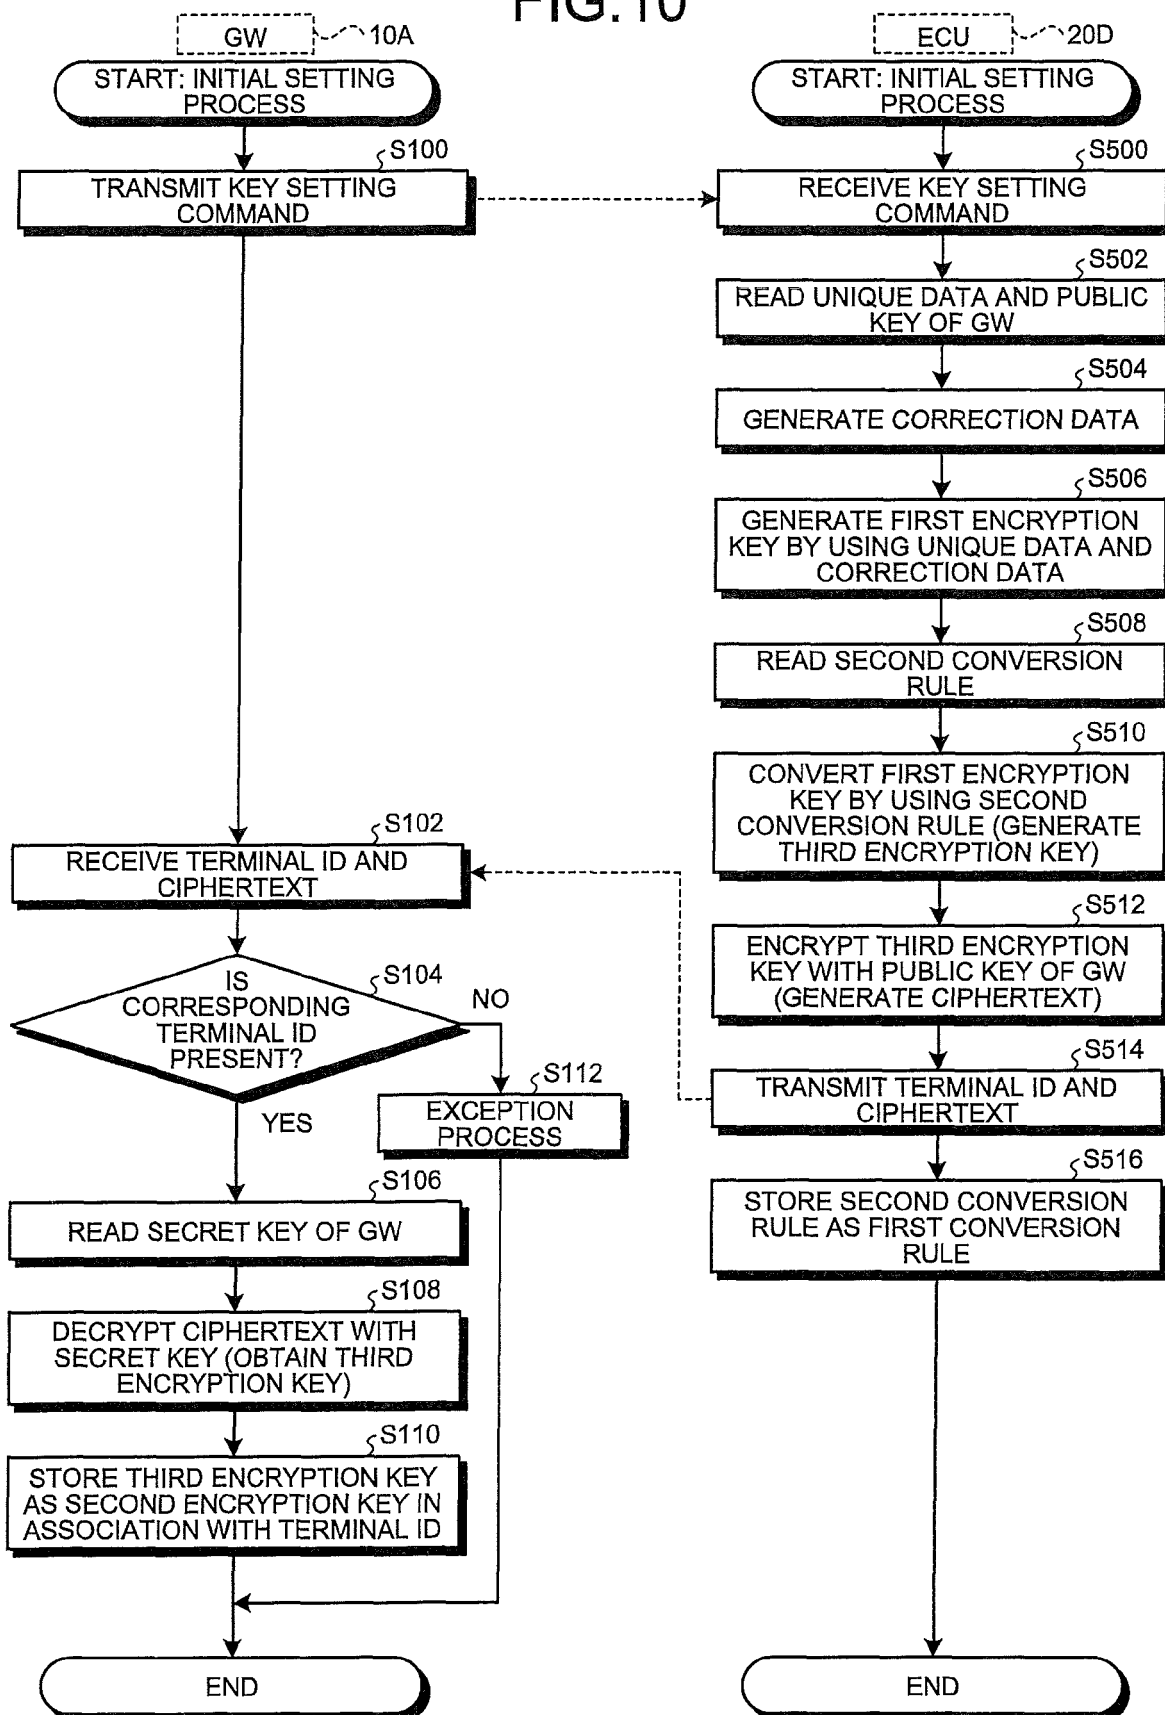 FIG.10
GW
10A
START: INITIAL SETTING
PROCESS
S100
TRANSMIT KEY SETTING
COMMAND
S102
RECEIVE TERMINAL ID AND
CIPHERTEXT
S104
IS
CORRESPONDING
TERMINAL ID
PRESENT?
NO
YES
S112
EXCEPTION
PROCESS
S106
READ SECRET KEY OF GW
S108
DECRYPT CIPHERTEXT WITH
SECRET KEY (OBTAIN THIRD
ENCRYPTION KEY)
S110
STORE THIRD ENCRYPTION KEY
AS SECOND ENCRYPTION KEY IN
ASSOCIATION WITH TERMINAL ID
END
ECU
20D
START: INITIAL SETTING
PROCESS
S500
RECEIVE KEY SETTING
COMMAND
S502
READ UNIQUE DATA AND PUBLIC
KEY OF GW
S504
GENERATE CORRECTION DATA
S506
GENERATE FIRST ENCRYPTION
KEY BY USING UNIQUE DATA AND
CORRECTION DATA
S508
READ SECOND CONVERSION
RULE
S510
CONVERT FIRST ENCRYPTION
KEY BY USING SECOND
CONVERSION RULE (GENERATE
THIRD ENCRYPTION KEY)
S512
ENCRYPT THIRD ENCRYPTION
KEY WITH PUBLIC KEY OF GW
(GENERATE CIPHERTEXT)
S514
TRANSMIT TERMINAL ID AND
CIPHERTEXT
S516
STORE SECOND CONVERSION
RULE AS FIRST CONVERSION
RULE
END